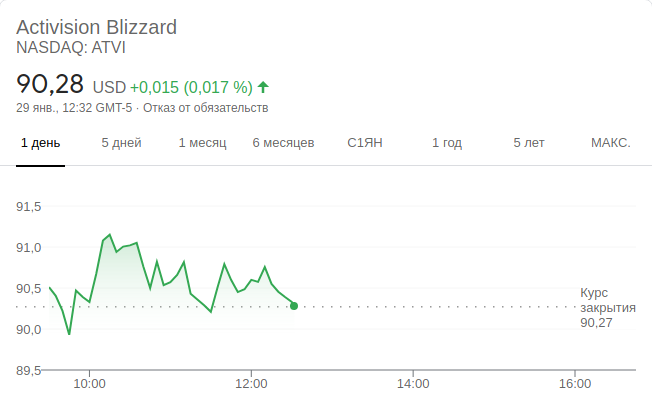 Activision Blizzard
NASDAQ: ATVI
90,28 USD +0,015 (0,017 %)
29 янв., 12:32 GMT-5 · Отказ от обязательств
1 день 5 дней 1 месяц 6 месяцев С1ЯН 1 год 5 лет МАКС.
91,5
91,0
90,5
90,0
89,5
Курс
закрытия
90,27
10:00 12:00 14:00 16:00